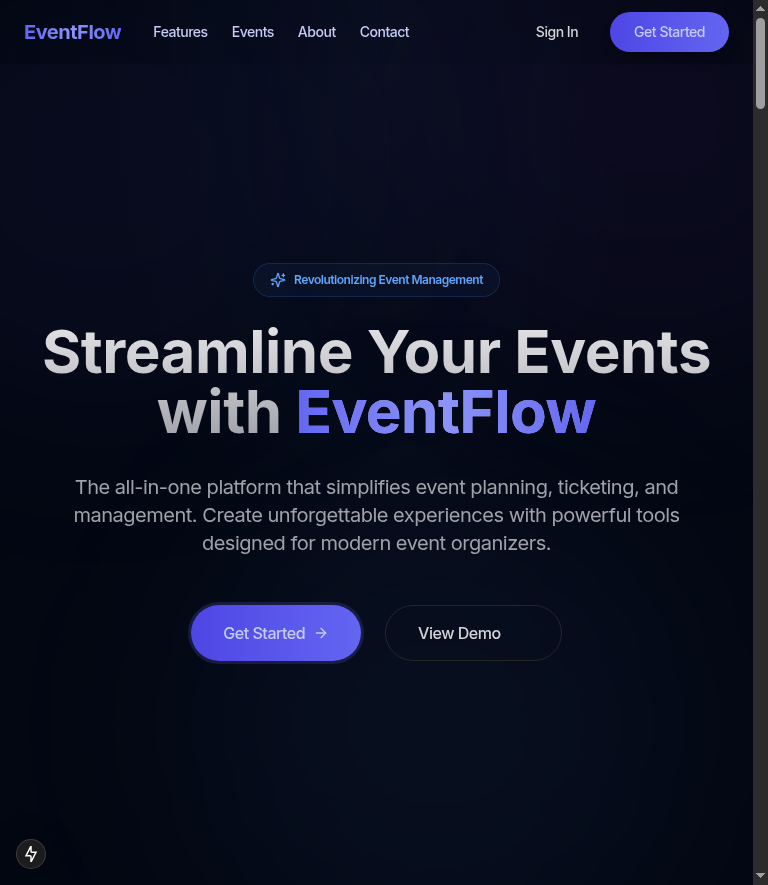 EventFlow Features Events About Contact Sign In Get Started
Revolutionizing Event Management
Streamline Your Events
with EventFlow
The all-in-one platform that simplifies event planning, ticketing, and
management. Create unforgettable experiences with powerful tools
designed for modern event organizers.
Get Started View Demo